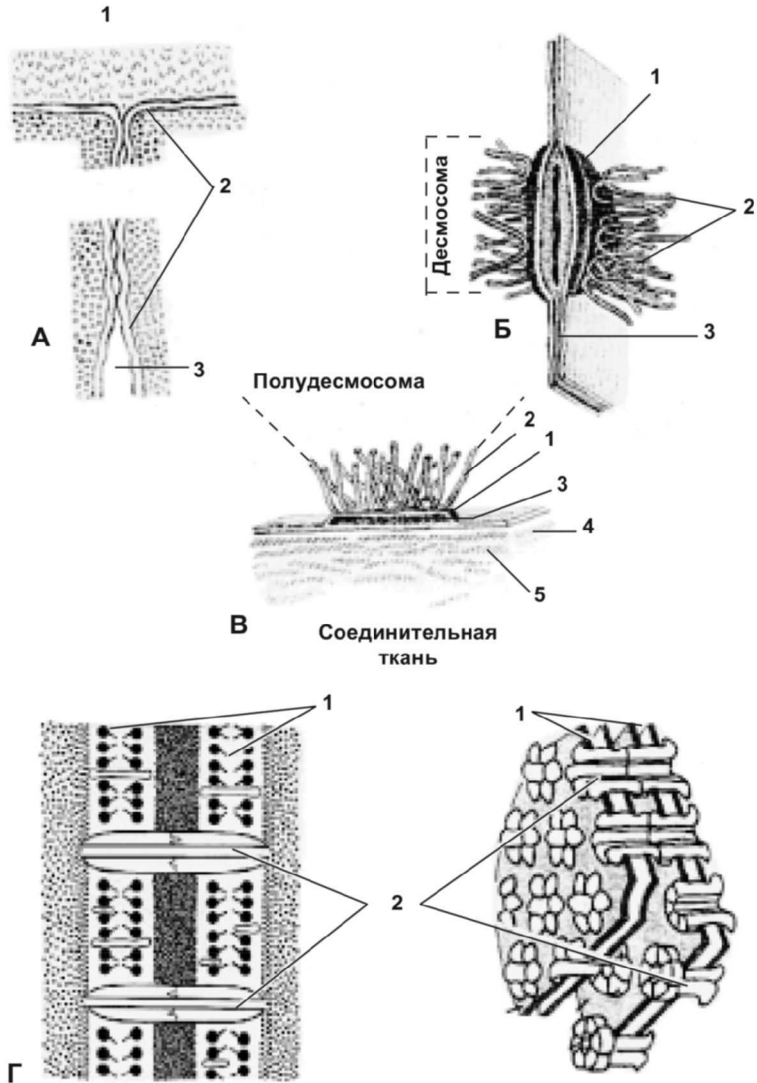 1
1
2
Десмосома
2
А
3
Б
3
Полудесмосома
2
1
3
4
5
В
Соединительная
ткань
1
1
2
Г